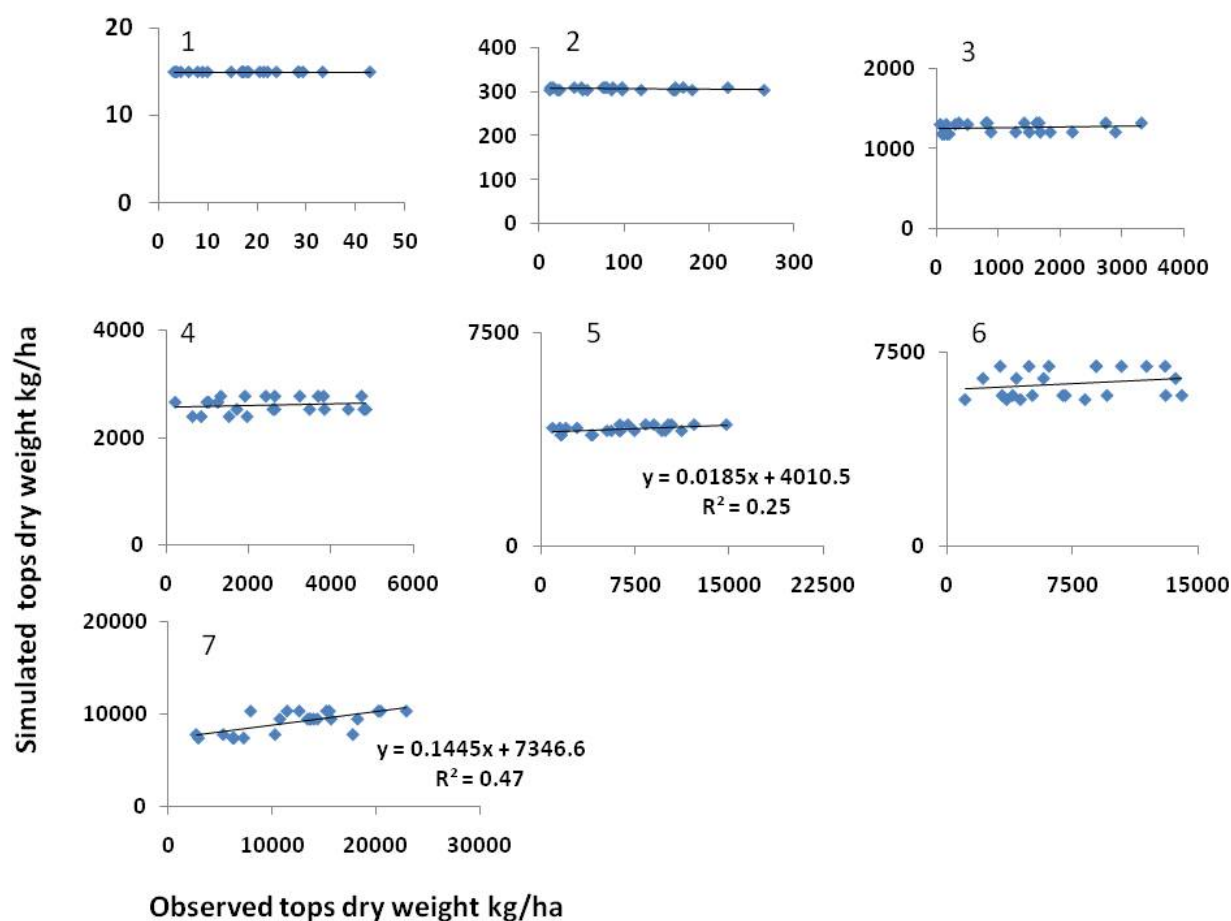 Simulated tops dry weight kg/ha
1
20
10
0
0 10 20 30 40 50
2
400
300
200
100
0
0 100 200 300
3
2000
1000
0
0 1000 2000 3000 4000
4
4000
2000
0
0 2000 4000 6000
5
7500
0
y = 0.0185x + 4010.5
R² = 0.25
0 7500 15000 22500
6
7500
0
0 7500 15000
7
20000
10000
0
y = 0.1445x + 7346.6
R² = 0.47
0 10000 20000 30000
Observed tops dry weight kg/ha